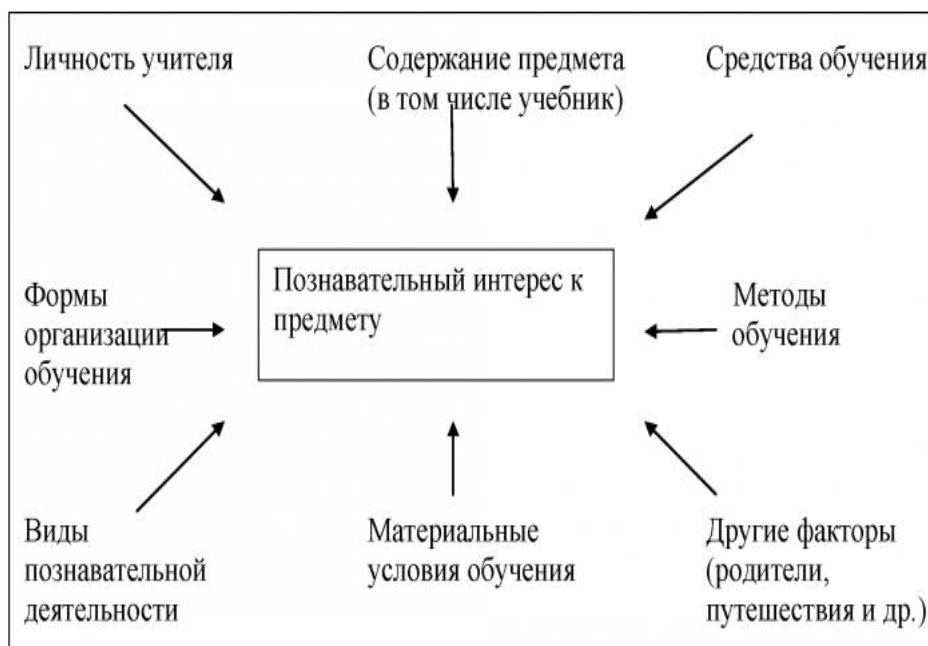 Личность учителя
Содержание предмета
(в том числе учебник)
Средства обучения
Формы
организации
обучения
Познавательный интерес к
предмету
Методы
обучения
Виды
познавательной
деятельности
Материальные
условия обучения
Другие факторы
(родители,
путешествия и др.)